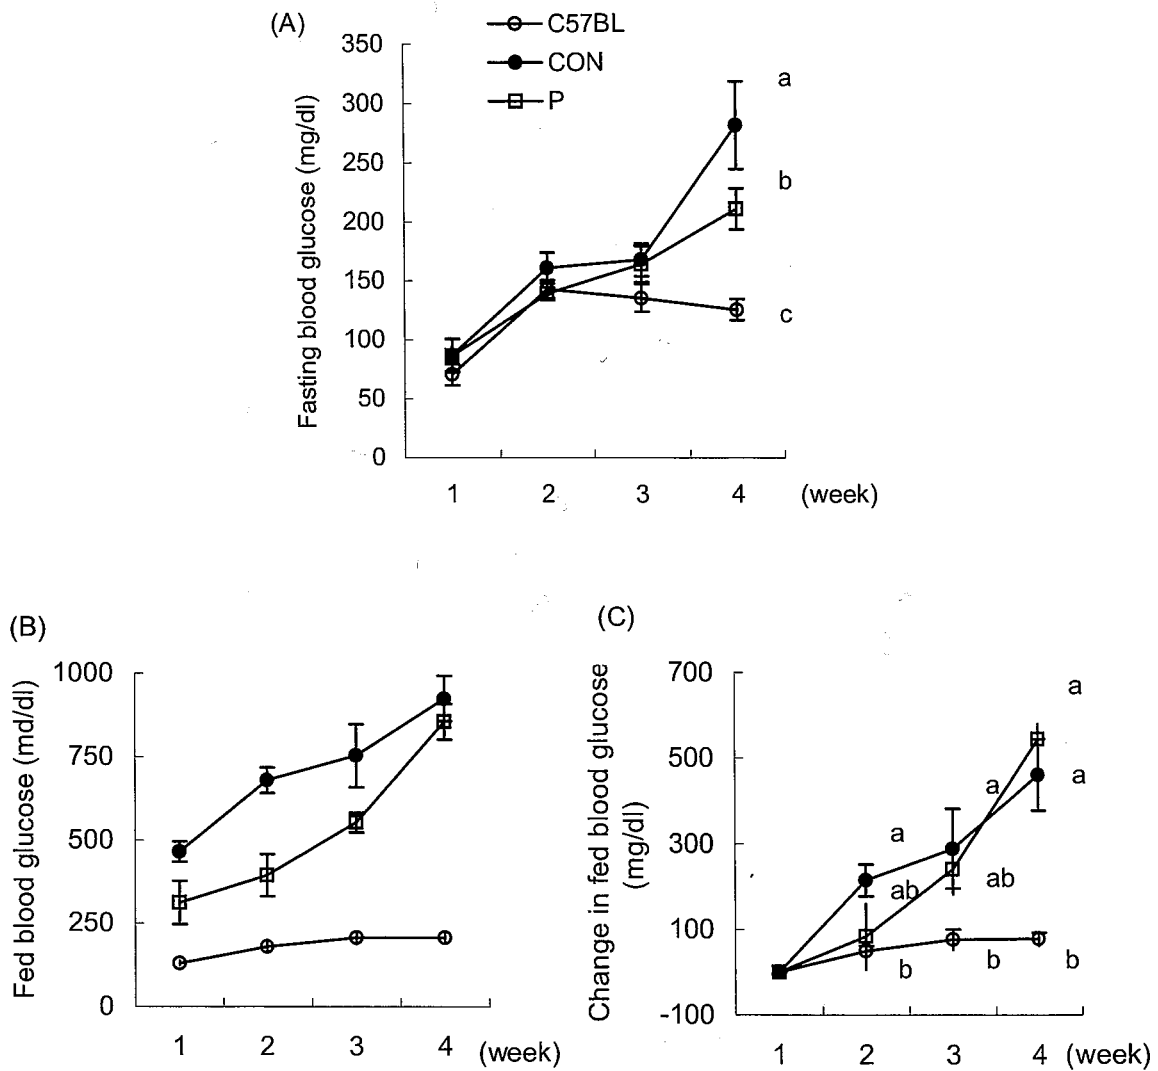 (A)
C57BL
CON
P
Fasting blood glucose (mg/dl)
350
300
250
200
150
100
50
0
a
b
c
1 2 3 4 (week)
(B)
Fed blood glucose (md/dl)
1000
750
500
250
0
1 2 3 4 (week)
(C)
Change in fed blood glucose
(mg/dl)
700
500
300
100
-100
a
a
a
a
ab
ab
b
b
b
1 2 3 4 (week)